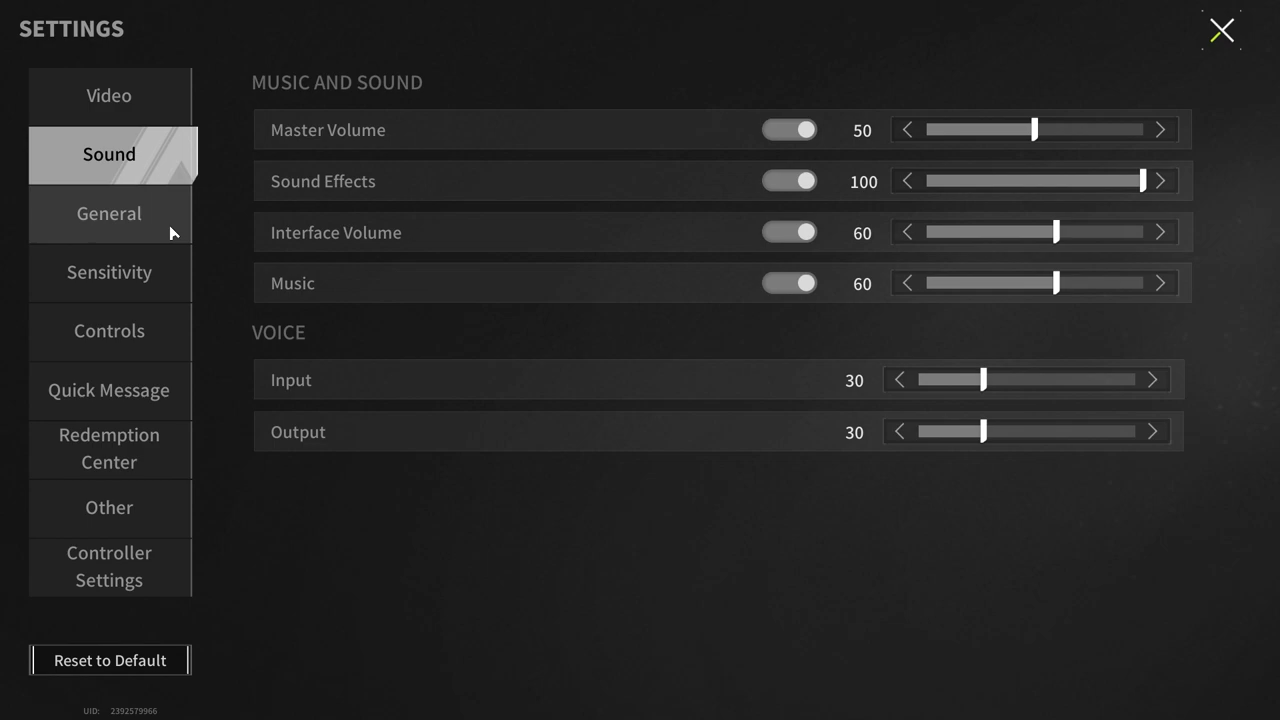 SETTINGS
Video
Sound
General
Sensitivity
Controls
Quick Message
Redemption
Center
Other
Controller
Settings
Reset to Default
UID: 2392579966
MUSIC AND SOUND
Master Volume 50
Sound Effects 100
Interface Volume 60
Music 60
VOICE
Input 30
Output 30